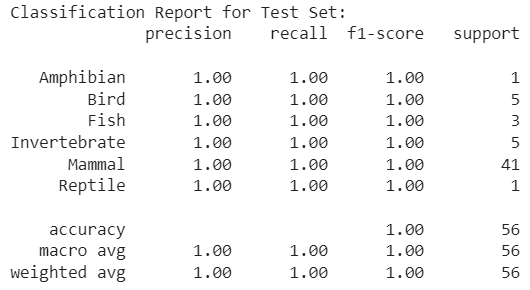 Classification Report for Test Set:
precision recall f1-score support
Amphibian 1.00 1.00 1.00 1
Bird 1.00 1.00 1.00 5
Fish 1.00 1.00 1.00 3
Invertebrate 1.00 1.00 1.00 5
Mammal 1.00 1.00 1.00 41
Reptile 1.00 1.00 1.00 1
accuracy 1.00 56
macro avg 1.00 1.00 1.00 56
weighted avg 1.00 1.00 1.00 56